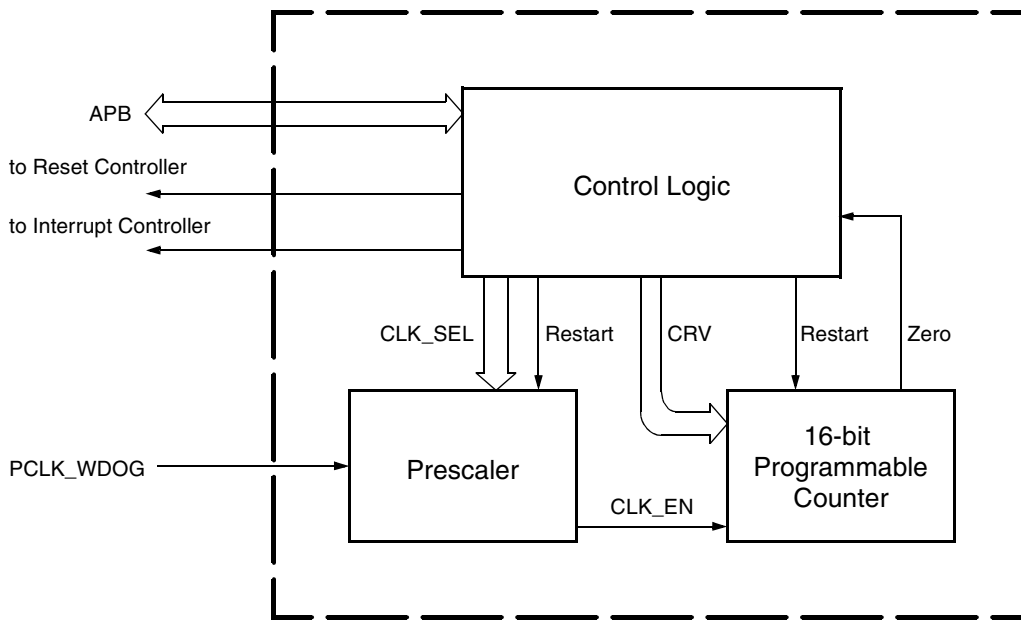 APB
to Reset Controller
to Interrupt Controller
Control Logic
CLK_SEL
Restart
CRV
Restart
Zero
PCLK_WDOG
Prescaler
CLK_EN
16-bit
Programmable
Counter